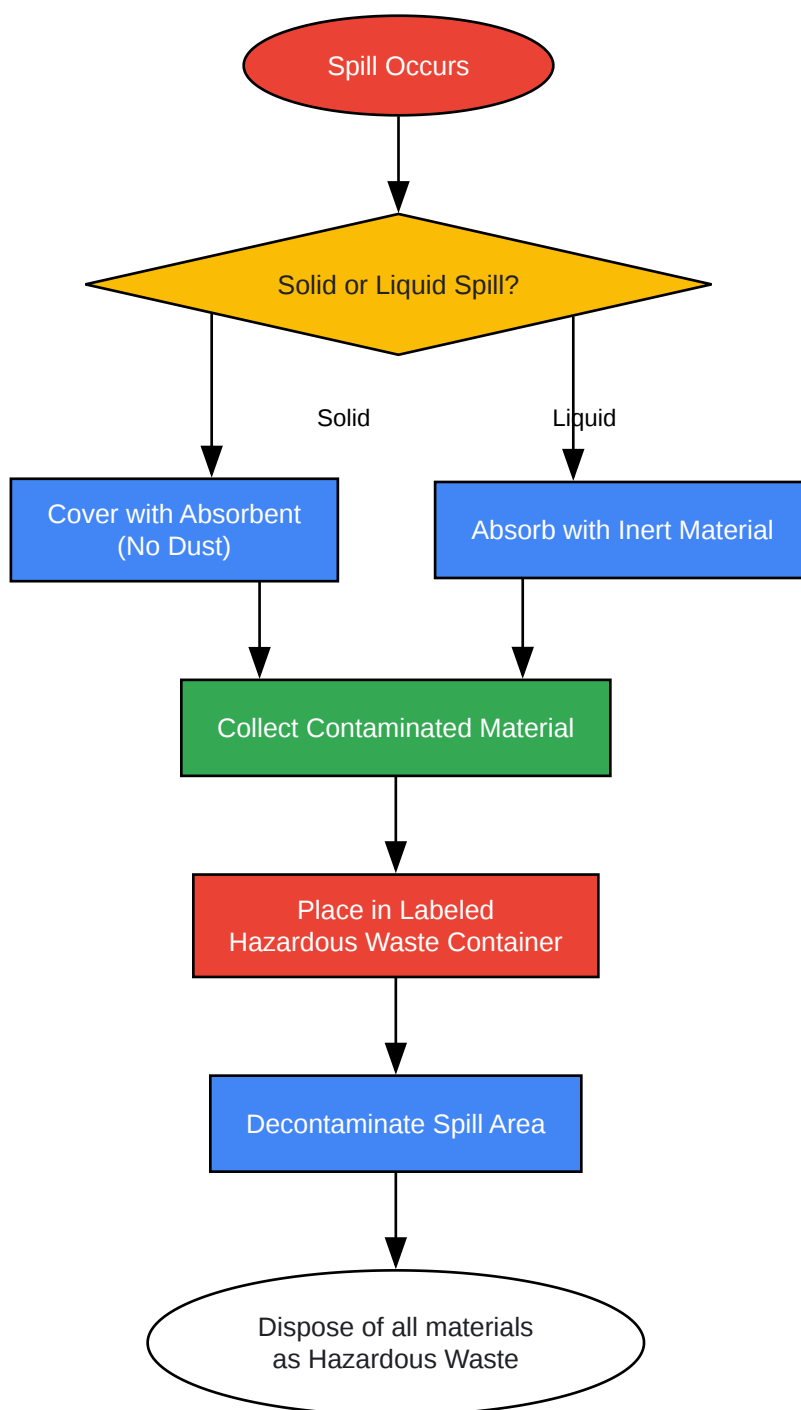 Spill Occurs
Solid or Liquid Spill?
Solid
Liquid
Cover with Absorbent
(No Dust)
Absorb with Inert Material
Collect Contaminated Material
Place in Labeled
Hazardous Waste Container
Decontaminate Spill Area
Dispose of all materials
as Hazardous Waste